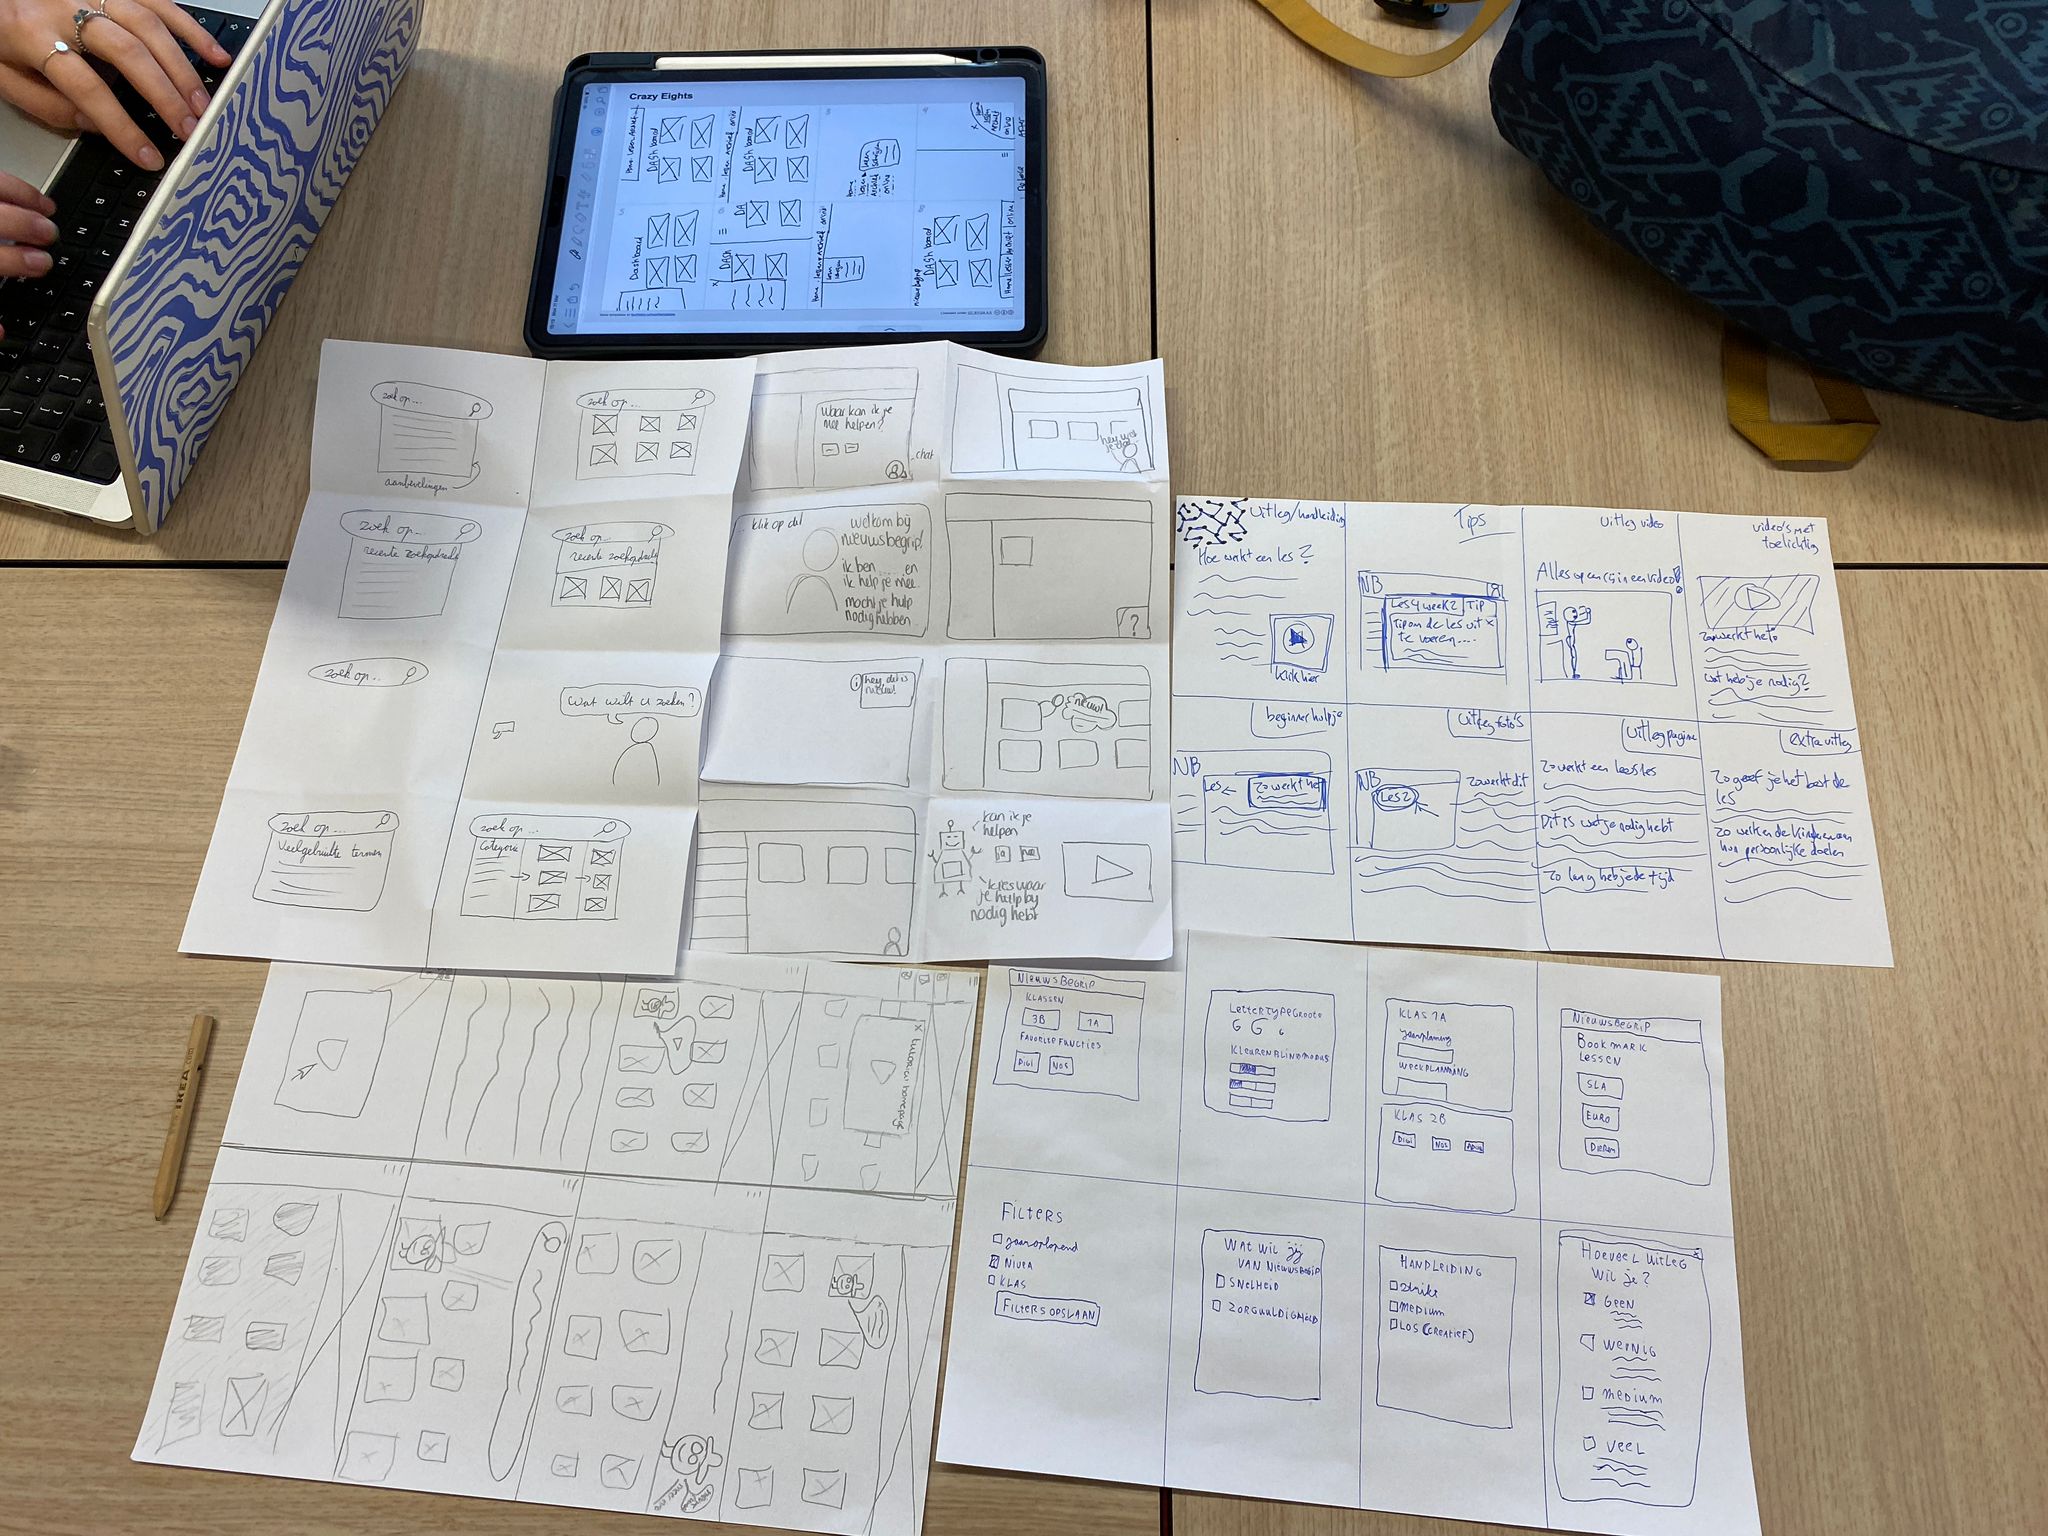 Crazy Eights
Dashboard
DASH board
DASH board
DASH board
zoek op...
aanbevelingen
zoek op...
zoek op...
recente zoekopdracht
zoek op...
recente zoekopdracht
zoek op...
Wat wilt u zoeken?
zoek op...
Veelgebruikte termen
zoek op...
Categorie
Waar kan ik je
mee helpen?
chat
hey wat
klik op dit
welkom bij
nieuwsbegrip!
ik ben ..... en
ik help je mee
mocht je hulp
nodig hebben
?
hey dit is
nieuw!
nieuw!
kan ik je
helpen
ja
nee
kies waar
je hulp bij
nodig hebt
Uitleg/handleiding
Hoe werkt een les?
Klik hier
Tips
NB
Les 4 week 2
Tip
Tip om de les uit
te voeren....
x
Uitleg video
Alles op een rij in een video!
video's met
toelichting
Zo werkt het:
wat heb je nodig?
beginner hulpje
NB
Les
Zo werkt het
Uitleg foto's
NB
Les 2
Zo werkt dit
Uitleg pagina
Zo werkt een leesles
Dit is wat je nodig hebt
Zo lang heb je de tijd
extra uitleg
Zo geef je het best de
les
Zo werken de kinderen aan
hun persoonlijke doelen
tutorial homepage
X
IKEA.com
NIEUWSBEGRIP
KLASSEN
3B
1A
FAVORIETE FUNCTIES
DIGI
NOS
LETTERTYPEGROOTE
G G G
KLEURENBLINDMODUS
KLAS 1A
jaarplanning
WEEKPLANNING
KLAS 2B
DIGI
NOS
NIEUWSBEGRIP
BOOKMARK
LESSEN
SLA
EURO
DIEREN
FILTERS
jaaroplopend
NIVEA
KLAS
FILTERS OPSLAAN
WAT WIL JIJ
VAN NIEUWSBEGRIP
SNELHEID
ZORGVULDIGHEID
HANDLEIDING
Strikt
MEDIUM
LOS (CREATIEF)
HOEVEEL UITLEG
WIL JE?
GEEN
WEINIG
MEDIUM
VEEL